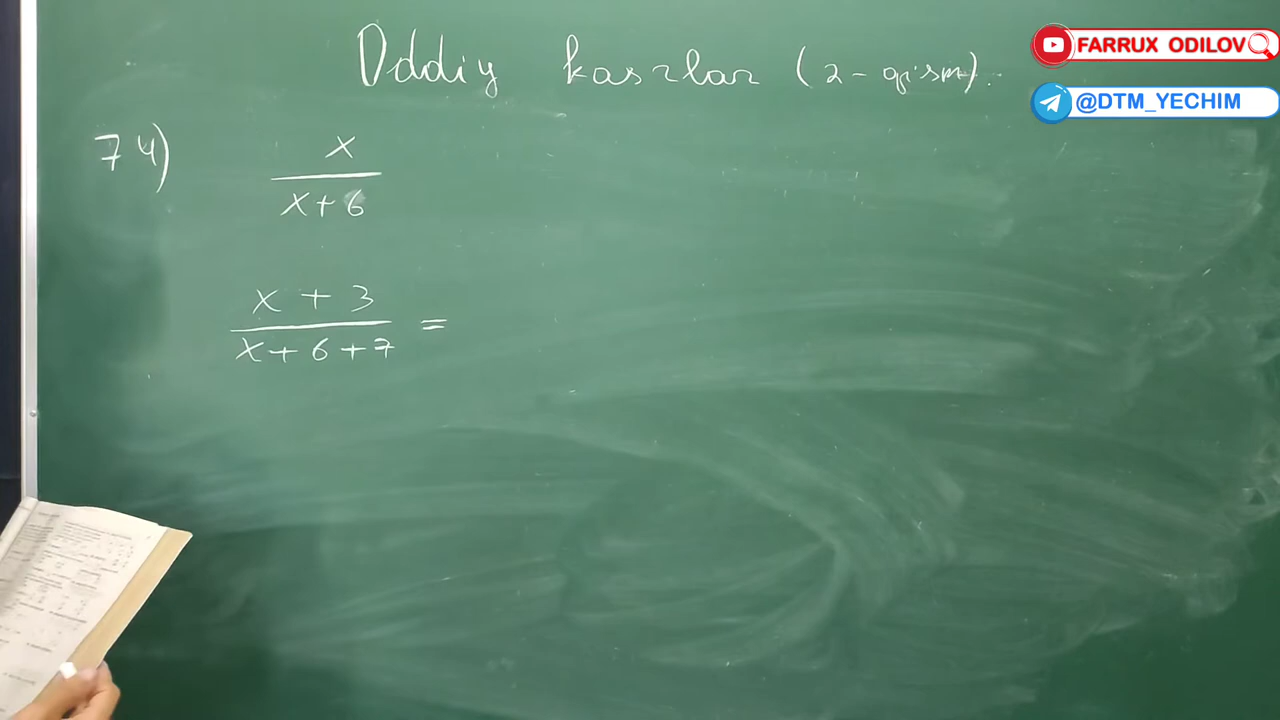 Oddiy kasrlar (2-qism).
FARRUX ODILOV
@DTM_YECHIM
74) x
x+6
x + 3
x+6+7 =